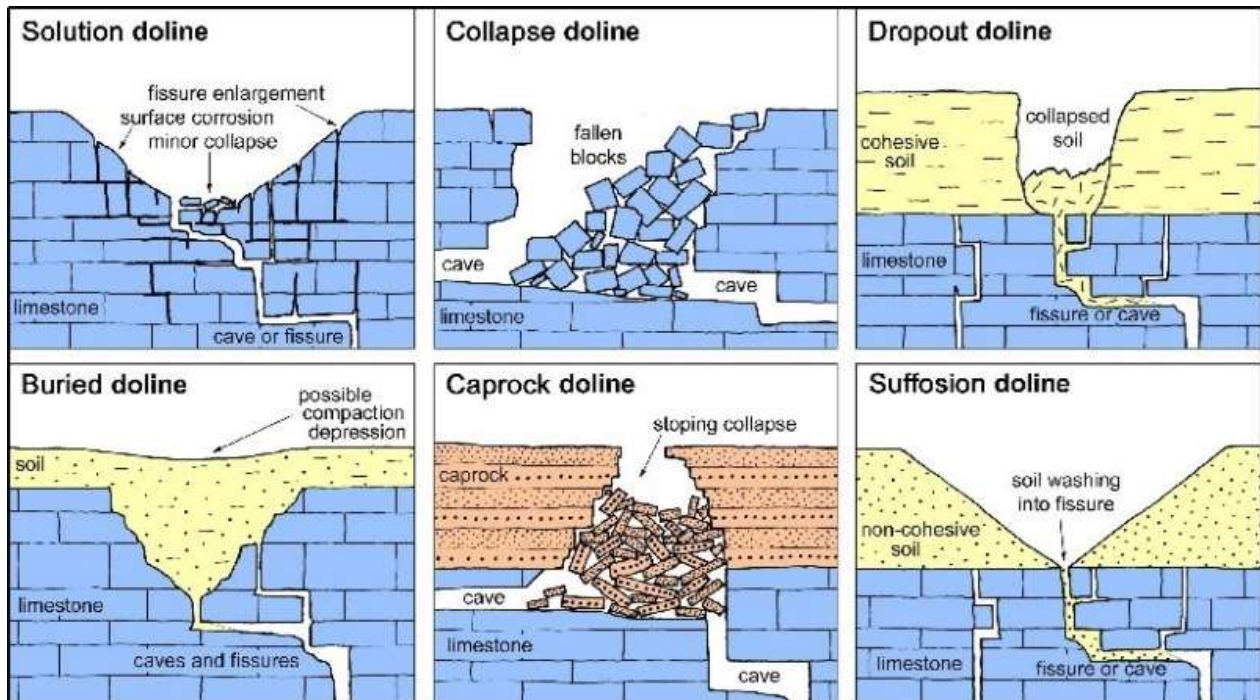 Solution doline
fissure enlargement
surface corrosion
minor collapse
limestone
cave or fissure
Collapse doline
fallen
blocks
cave
cave
limestone
Dropout doline
collapsed
soil
cohesive
soil
limestone
fissure or cave
Buried doline
possible
compaction
depression
soil
limestone
caves and fissures
Caprock doline
stoping collapse
caprock
cave
limestone
cave
Suffosion doline
soil washing
into fissure
non-cohesive
soil
limestone
fissure or cave